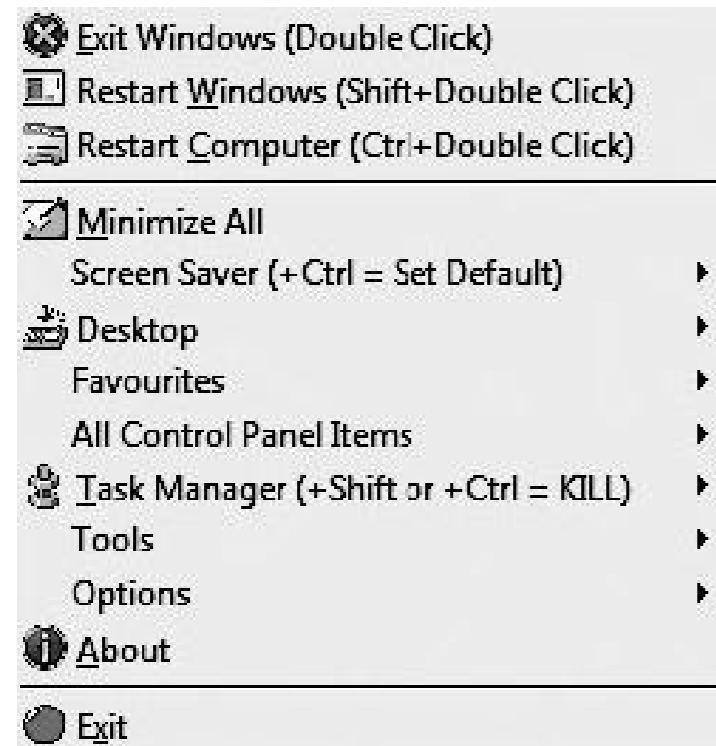 Exit Windows (Double Click)
Restart Windows (Shift+Double Click)
Restart Computer (Ctrl+Double Click)
Minimize All
Screen Saver (+Ctrl = Set Default)
Desktop
Favourites
All Control Panel Items
Task Manager (+Shift or +Ctrl = KILL)
Tools
Options
About
Exit